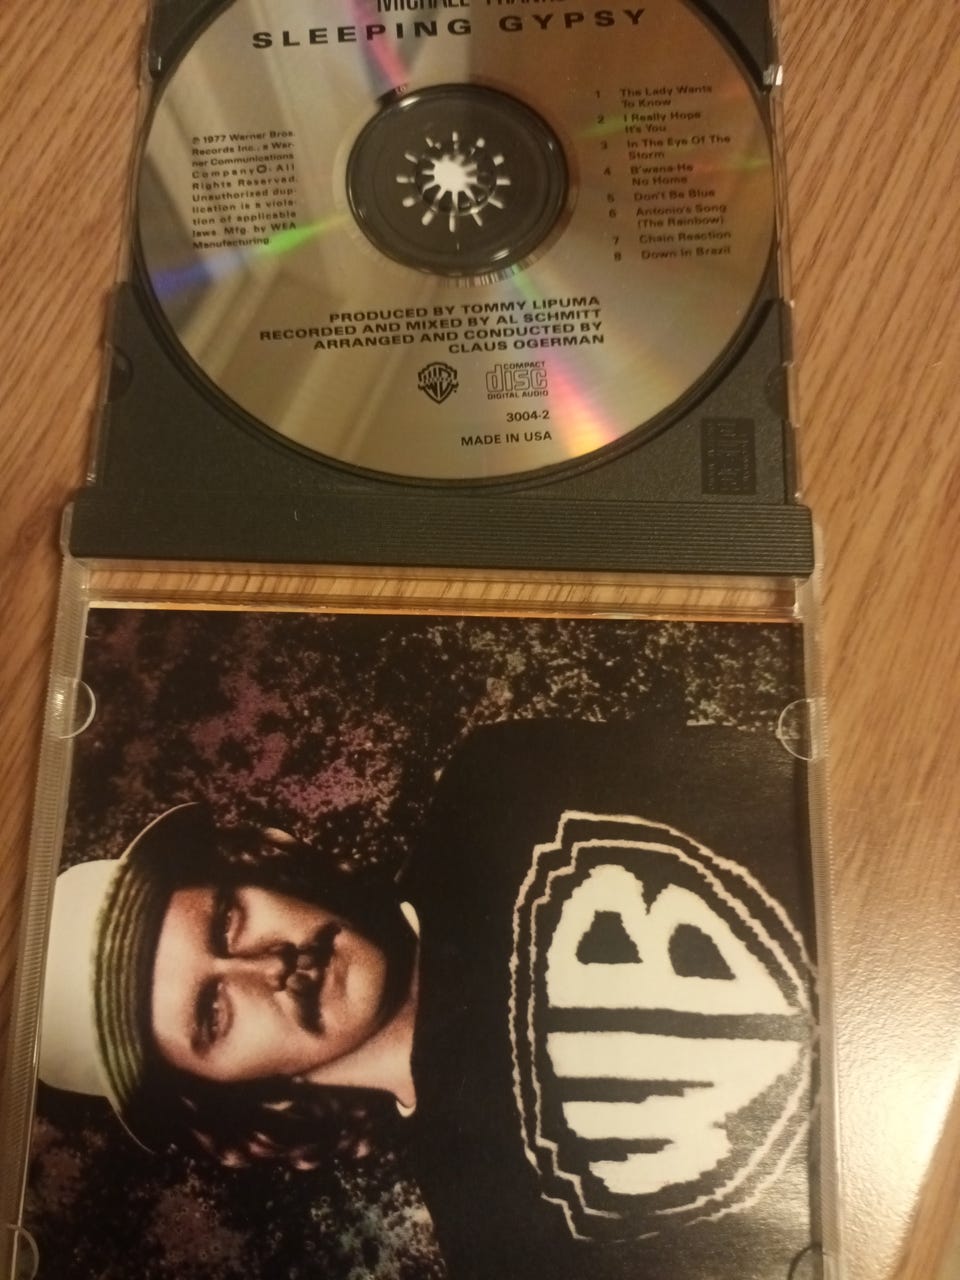 MICHAEL FRANKS
SLEEPING GYPSY
℗ 1977 Warner Bros.
Records Inc., a War-
ner Communications
Company. All
Rights Reserved.
Unauthorized dup-
lication is a viola-
tion of applicable
laws. Mfg. by WEA
Manufacturing.
1 The Lady Wants
To Know
2 I Really Hope
It's You
3 In The Eye Of The
Storm
4 B'wana-He
No Home
5 Don't Be Blue
6 Antonio's Song
(The Rainbow)
7 Chain Reaction
8 Down In Brazil
PRODUCED BY TOMMY LIPUMA
RECORDED AND MIXED BY AL SCHMITT
ARRANGED AND CONDUCTED BY
CLAUS OGERMAN
COMPACT
disc
DIGITAL AUDIO
3004-2
MADE IN USA
WB